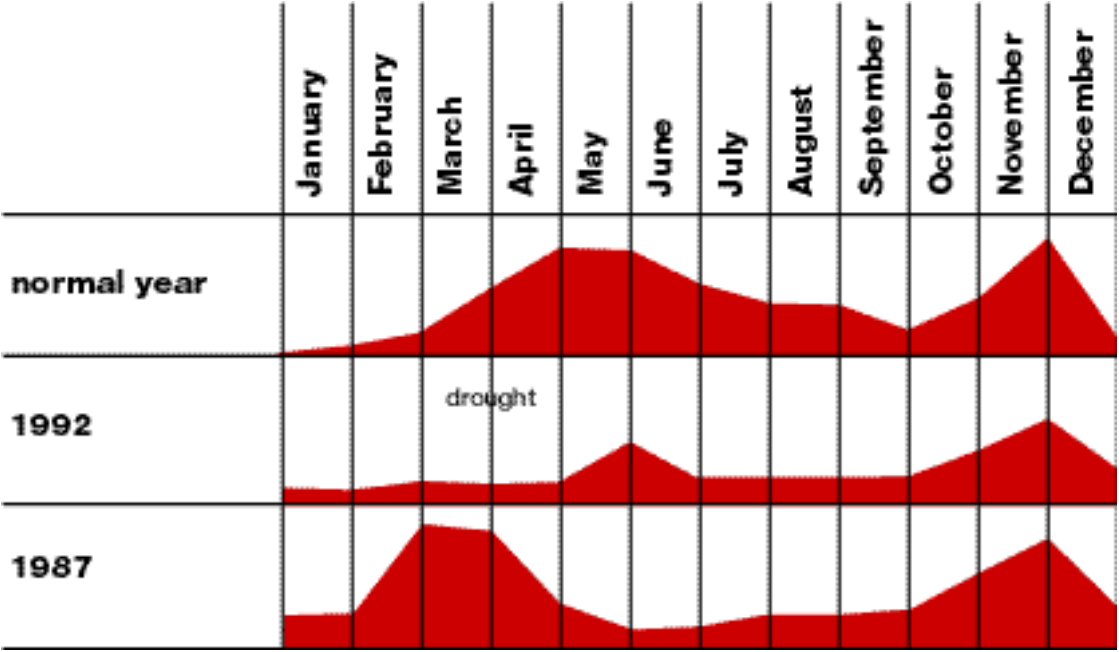 January
February
March
April
May
June
July
August
September
October
November
December
normal year
drought
1992
1987